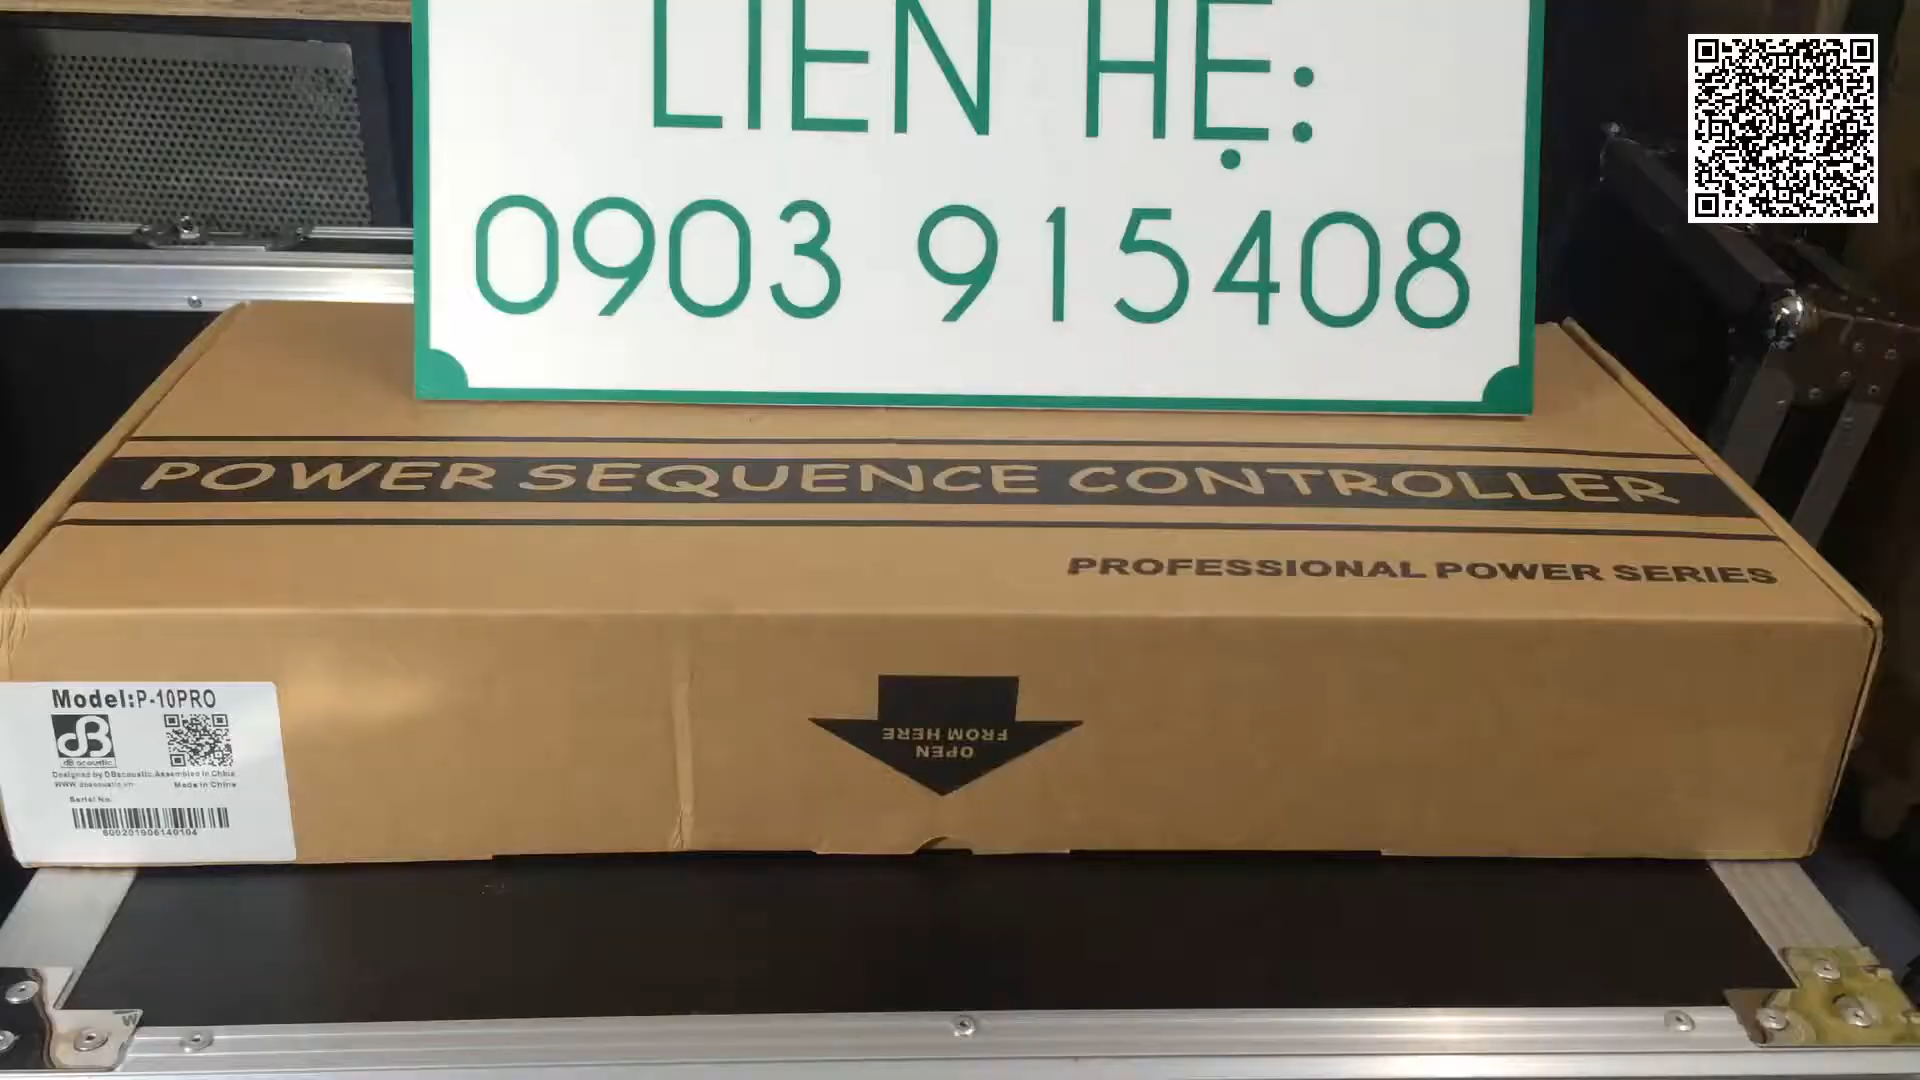 LIÊN HỆ:
0903 915408
POWER SEQUENCE CONTROLLER
PROFESSIONAL POWER SERIES
OPEN
FROM HERE
Model:P-10PRO
dB
dB acoustic
Designed by DBacoustic.Assembled in China
WWW.dbacoustic.vn Made in China
Serial No.
600201906140104